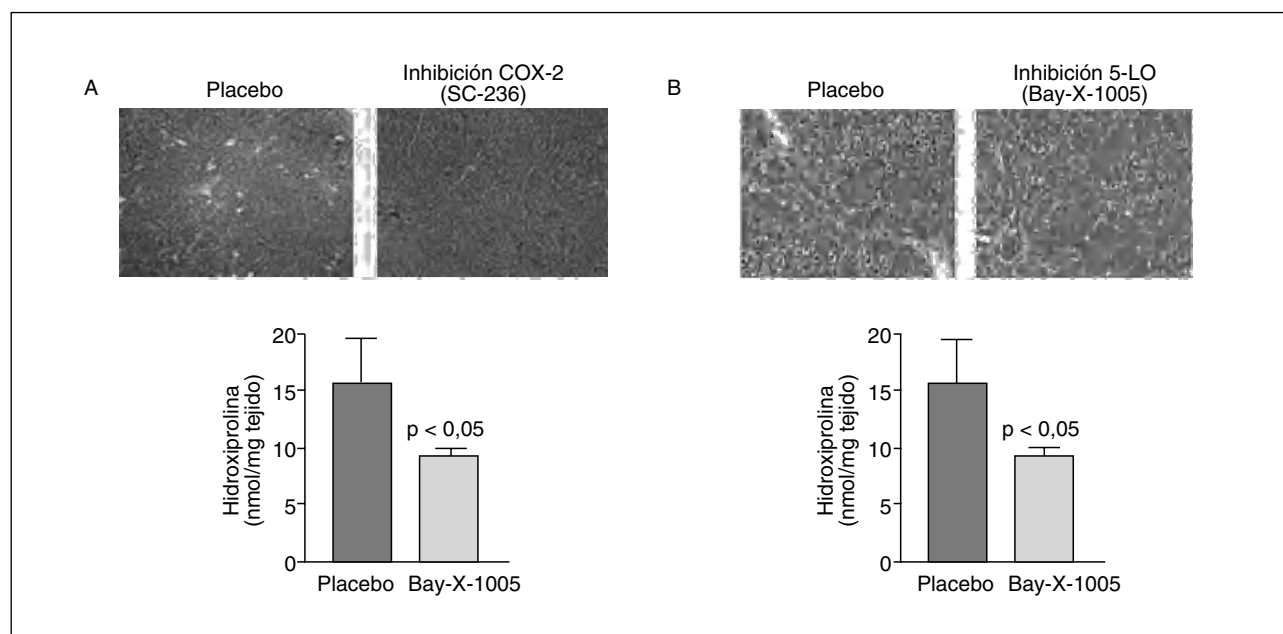 A
Placebo
Inhibición COX-2
(SC-236)
20
15
10
5
0
Hidroxiprolina
(nmol/mg tejido)
p < 0,05
Placebo
Bay-X-1005
B
Placebo
Inhibición 5-LO
(Bay-X-1005)
20
15
10
5
0
Hidroxiprolina
(nmol/mg tejido)
p < 0,05
Placebo
Bay-X-1005